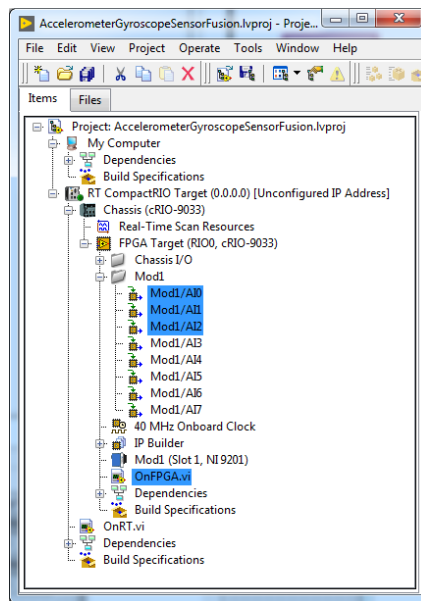 AccelerometerGyroscopeSensorFusion.lvproj - Proje...
File Edit View Project Operate Tools Window Help
Items Files
Project: AccelerometerGyroscopeSensorFusion.lvproj
My Computer
Dependencies
Build Specifications
RT CompactRIO Target (0.0.0.0) [Unconfigured IP Address]
Chassis (cRIO-9033)
Real-Time Scan Resources
FPGA Target (RIO0, cRIO-9033)
Chassis I/O
Mod1
Mod1/AI0
Mod1/AI1
Mod1/AI2
Mod1/AI3
Mod1/AI4
Mod1/AI5
Mod1/AI6
Mod1/AI7
40 MHz Onboard Clock
IP Builder
Mod1 (Slot 1, NI 9201)
OnFPGA.vi
Dependencies
Build Specifications
OnRT.vi
Dependencies
Build Specifications